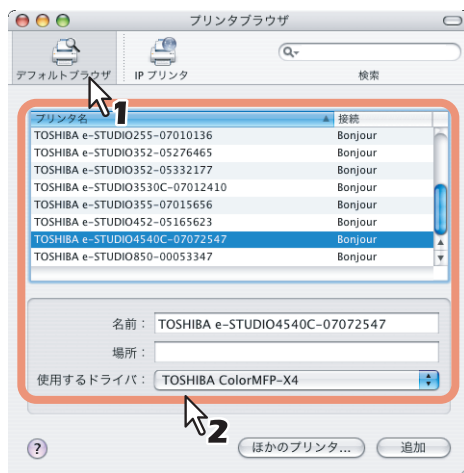 プリンタブラウザ
デフォルトブラウザ
IP プリンタ
検索
1
プリンタ名 接続
TOSHIBA e-STUDIO255-07010136 Bonjour
TOSHIBA e-STUDIO352-05276465 Bonjour
TOSHIBA e-STUDIO352-05332177 Bonjour
TOSHIBA e-STUDIO3530C-07012410 Bonjour
TOSHIBA e-STUDIO355-07015656 Bonjour
TOSHIBA e-STUDIO452-05165623 Bonjour
TOSHIBA e-STUDIO4540C-07072547 Bonjour
TOSHIBA e-STUDIO850-00053347 Bonjour
名前： TOSHIBA e-STUDIO4540C-07072547
場所：
使用するドライバ： TOSHIBA ColorMFP-X4
2
? ほかのプリンタ... 追加